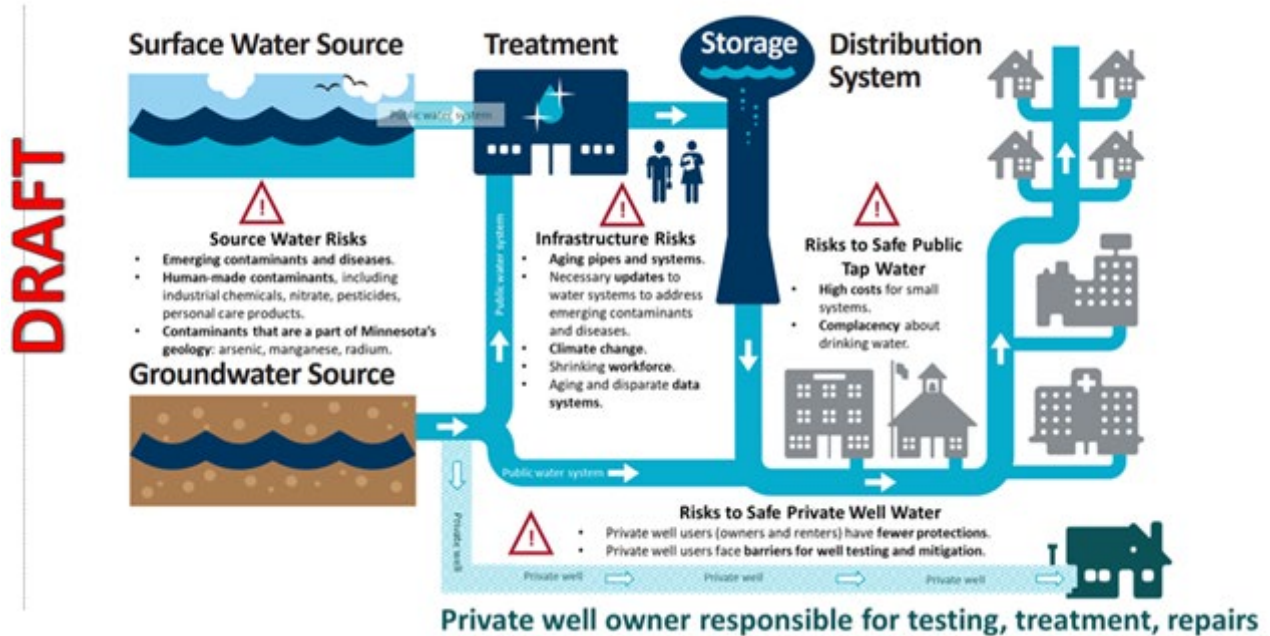 DRAFT
Surface Water Source
Treatment
Storage
Distribution
System
Public water system
Source Water Risks
• Emerging contaminants and diseases.
• Human-made contaminants, including
industrial chemicals, nitrate, pesticides,
personal care products.
• Contaminants that are a part of Minnesota's
geology: arsenic, manganese, radium.
Groundwater Source
Public water system
!
Infrastructure Risks
• Aging pipes and systems.
• Necessary updates to
water systems to address
emerging contaminants
and diseases.
• Climate change.
• Shrinking workforce.
• Aging and disparate data
systems.
!
Risks to Safe Public
Tap Water
• High costs for small
systems.
• Complacency about
drinking water.
!
Public water system
Private well
Risks to Safe Private Well Water
• Private well users (owners and renters) have fewer protections.
• Private well users face barriers for well testing and mitigation.
!
Private well
Private well
Private well
Private well owner responsible for testing, treatment, repairs